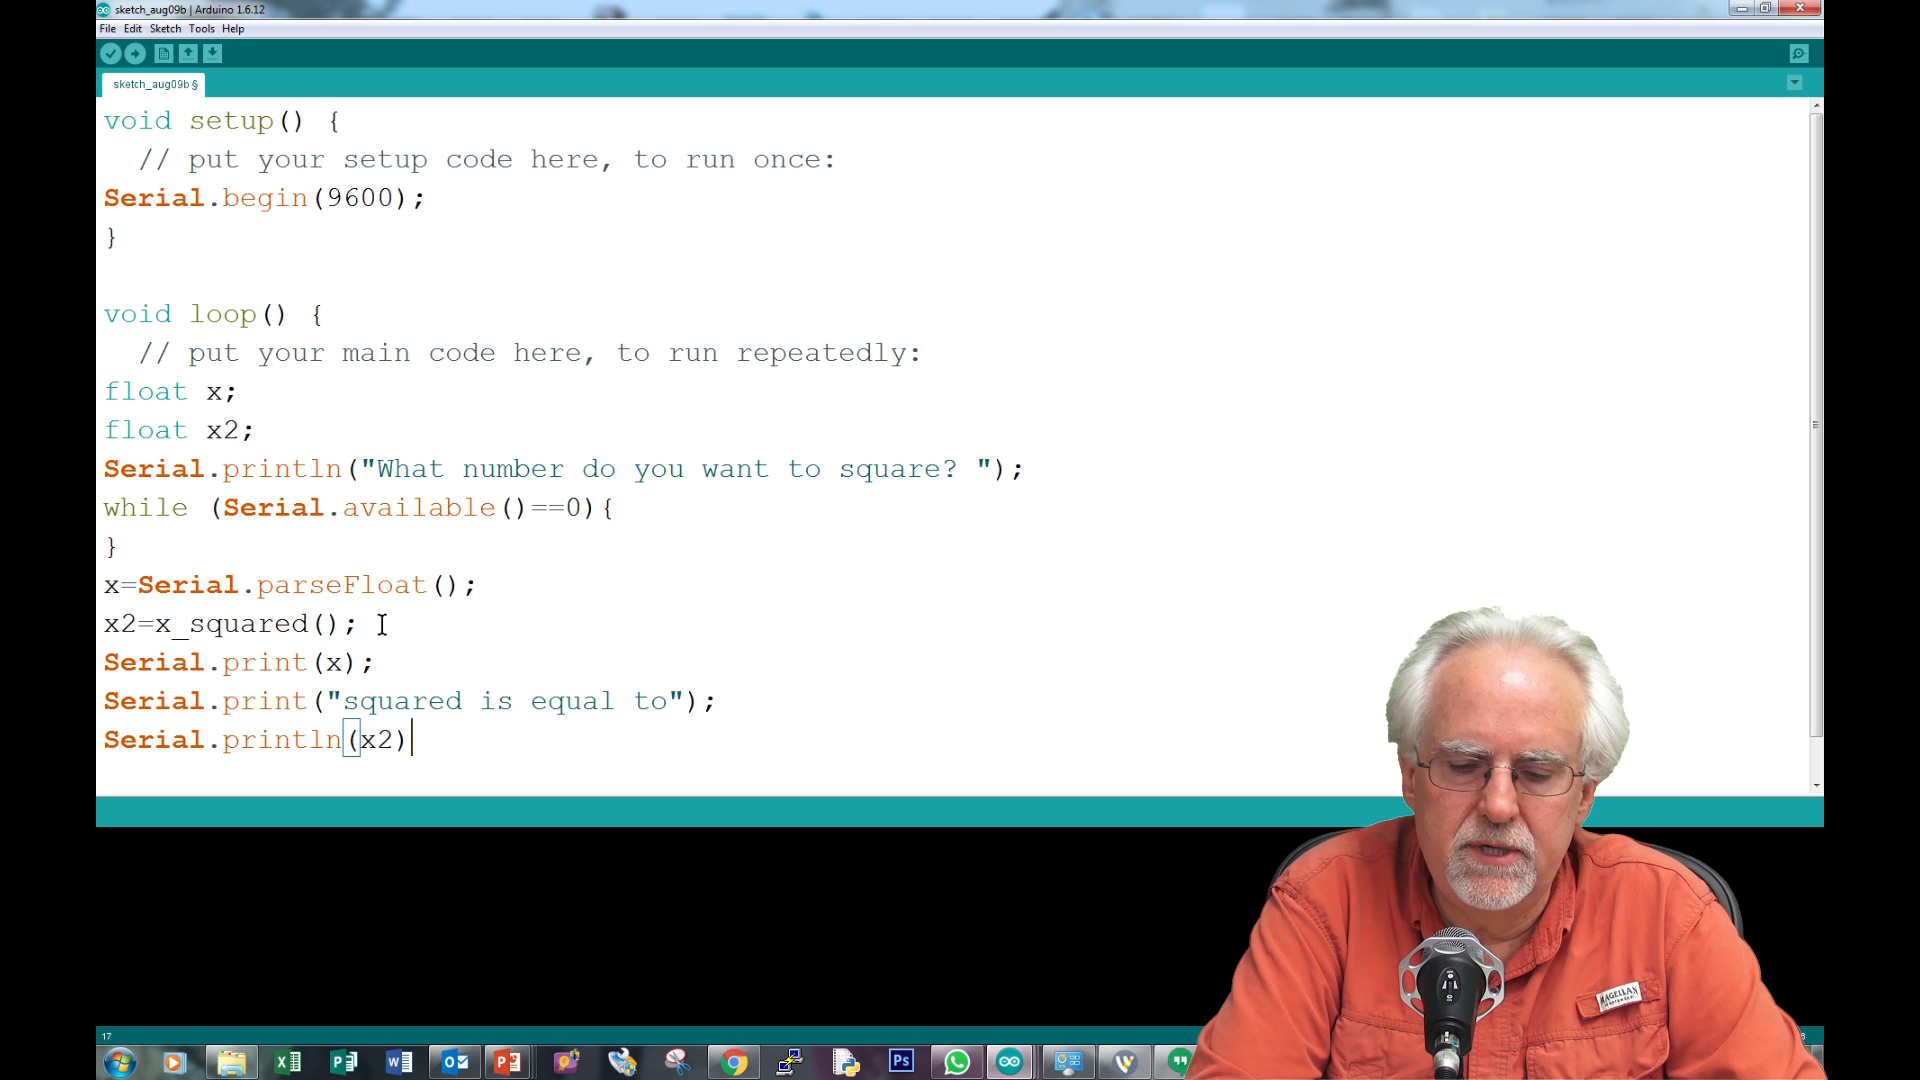 sketch_aug09b | Arduino 1.6.12
File Edit Sketch Tools Help
sketch_aug09b §
void setup() {
  // put your setup code here, to run once:
Serial.begin(9600);
}
void loop() {
  // put your main code here, to run repeatedly:
float x;
float x2;
Serial.println("What number do you want to square? ");
while (Serial.available()==0){
}
x=Serial.parseFloat();
x2=x_squared();
Serial.print(x);
Serial.print("squared is equal to");
Serial.println(x2)
MAGELLAN
17
Ps